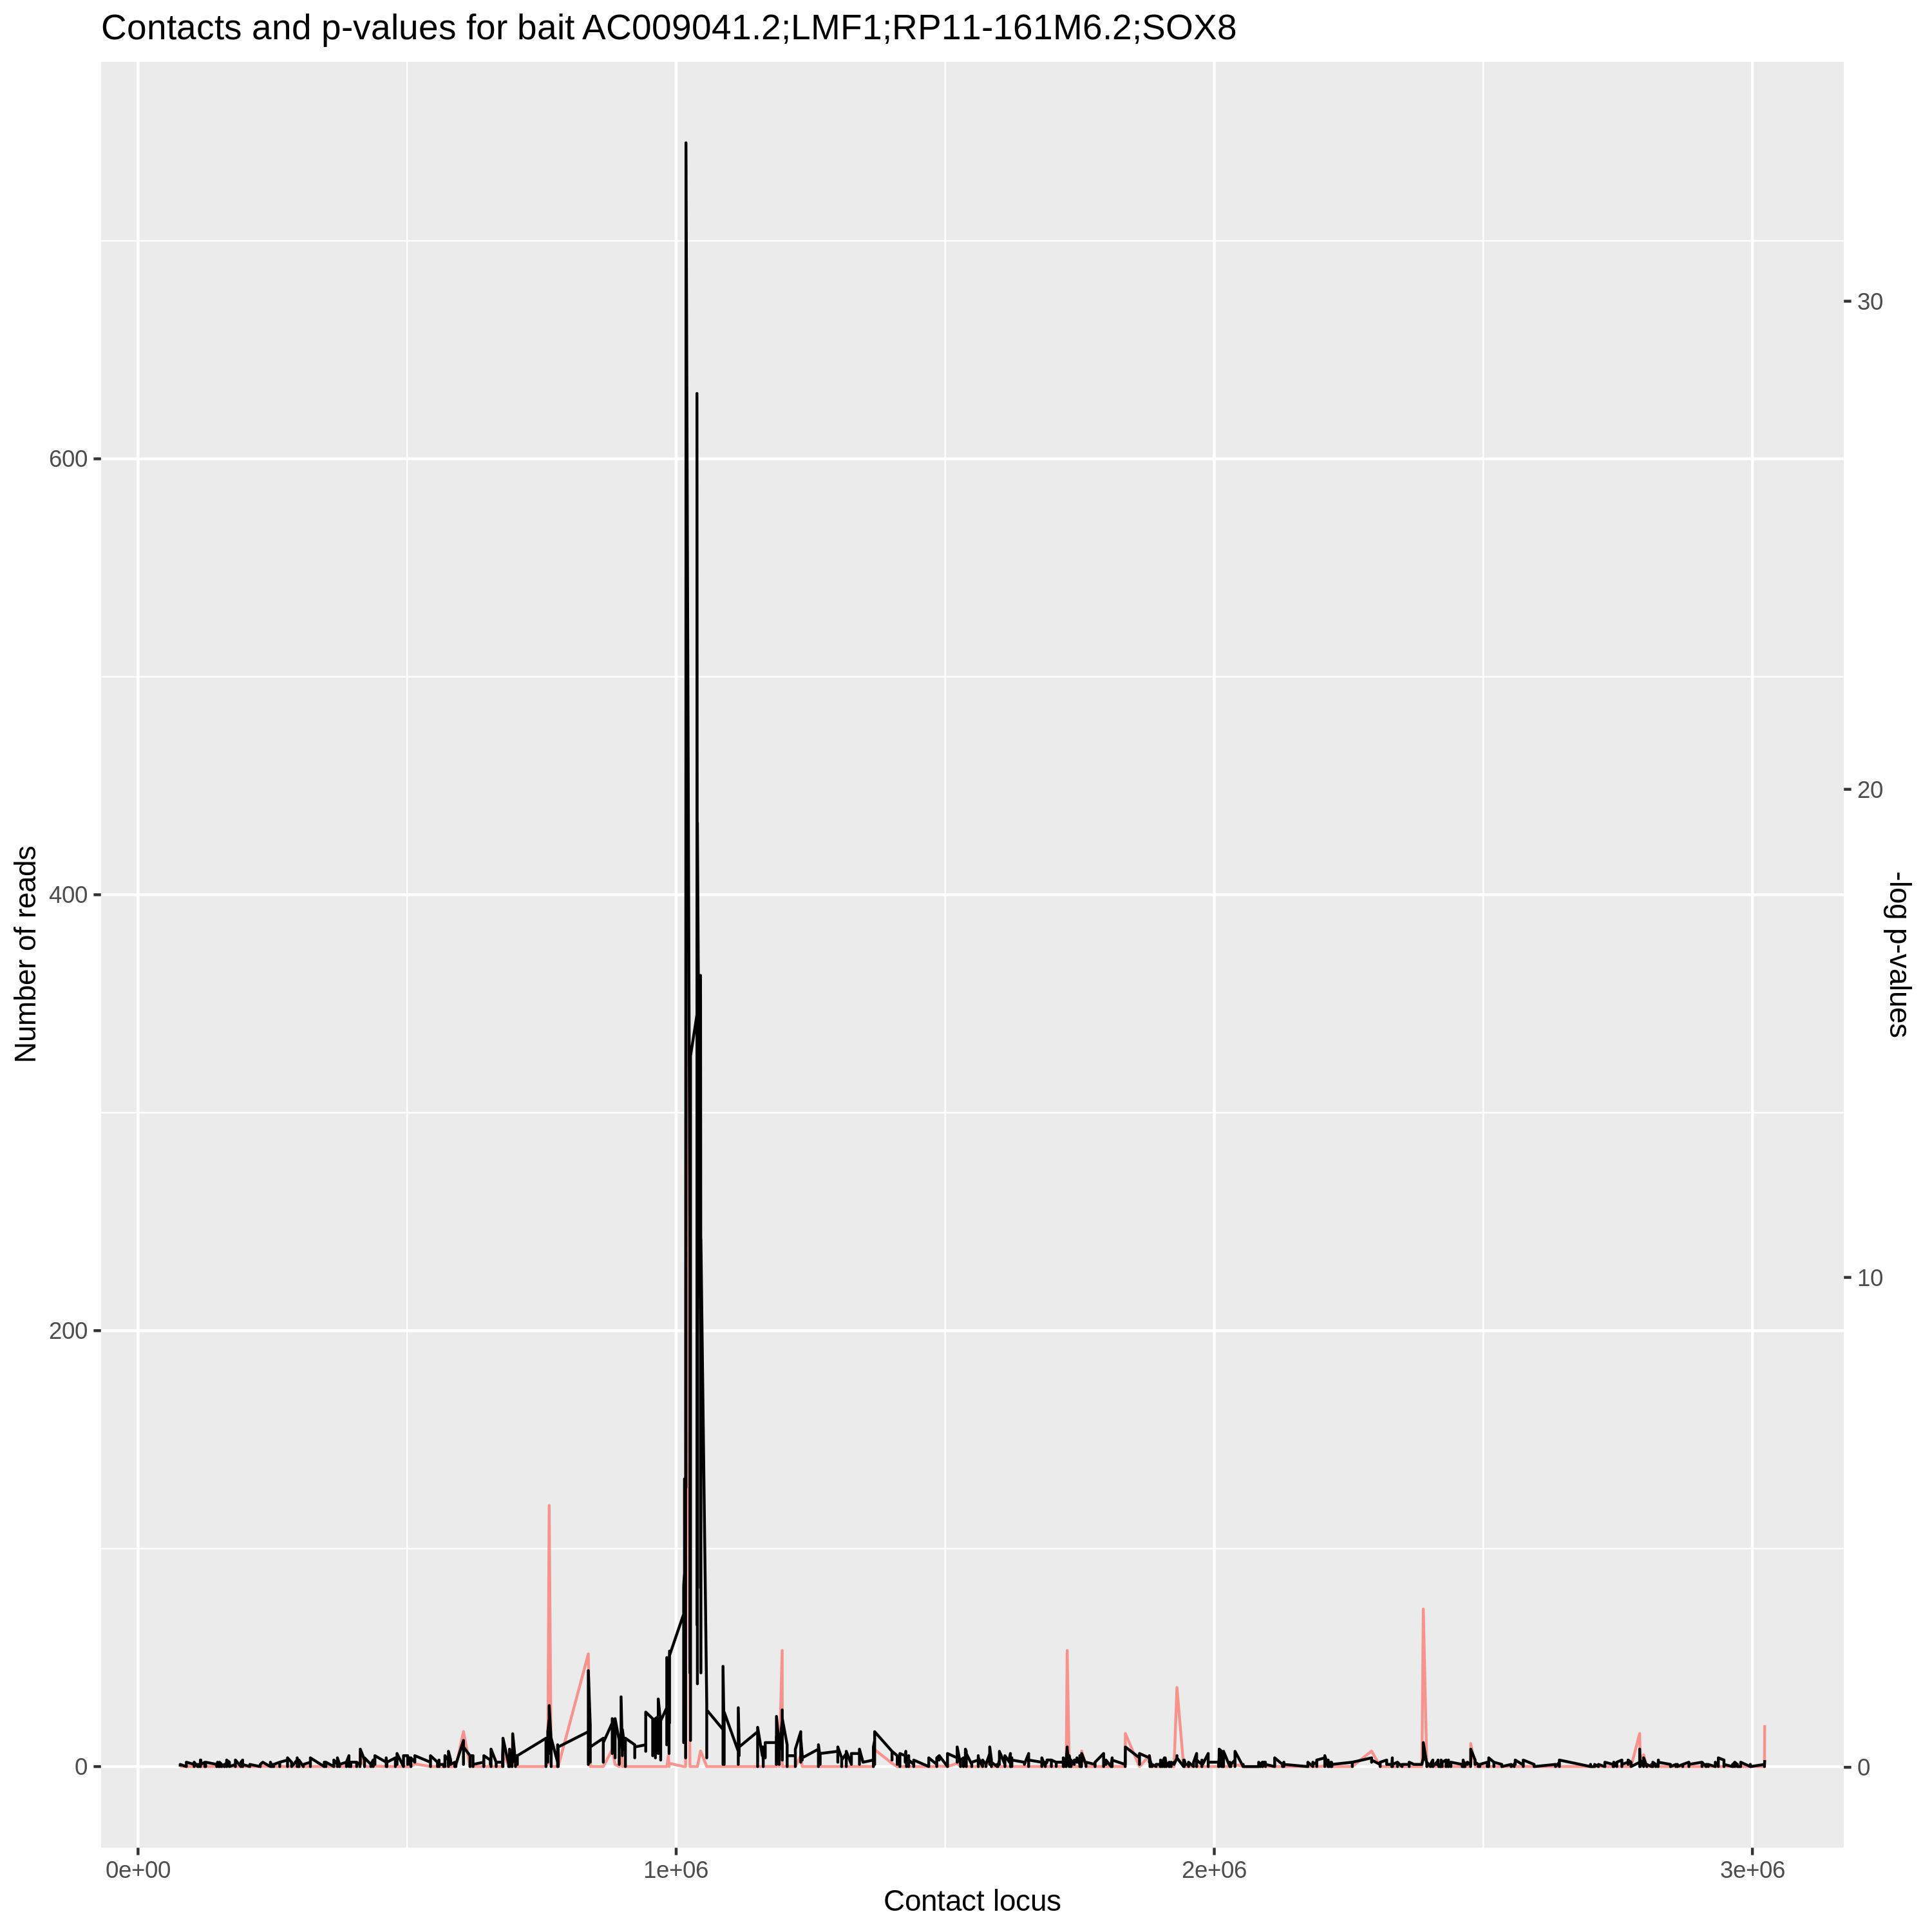 Contacts and p-values for bait AC009041.2;LMF1;RP11-161M6.2;SOX8
Number of reads
600
400
200
0
30
20
10
0
-log p-values
0e+00 1e+06 2e+06 3e+06
Contact locus